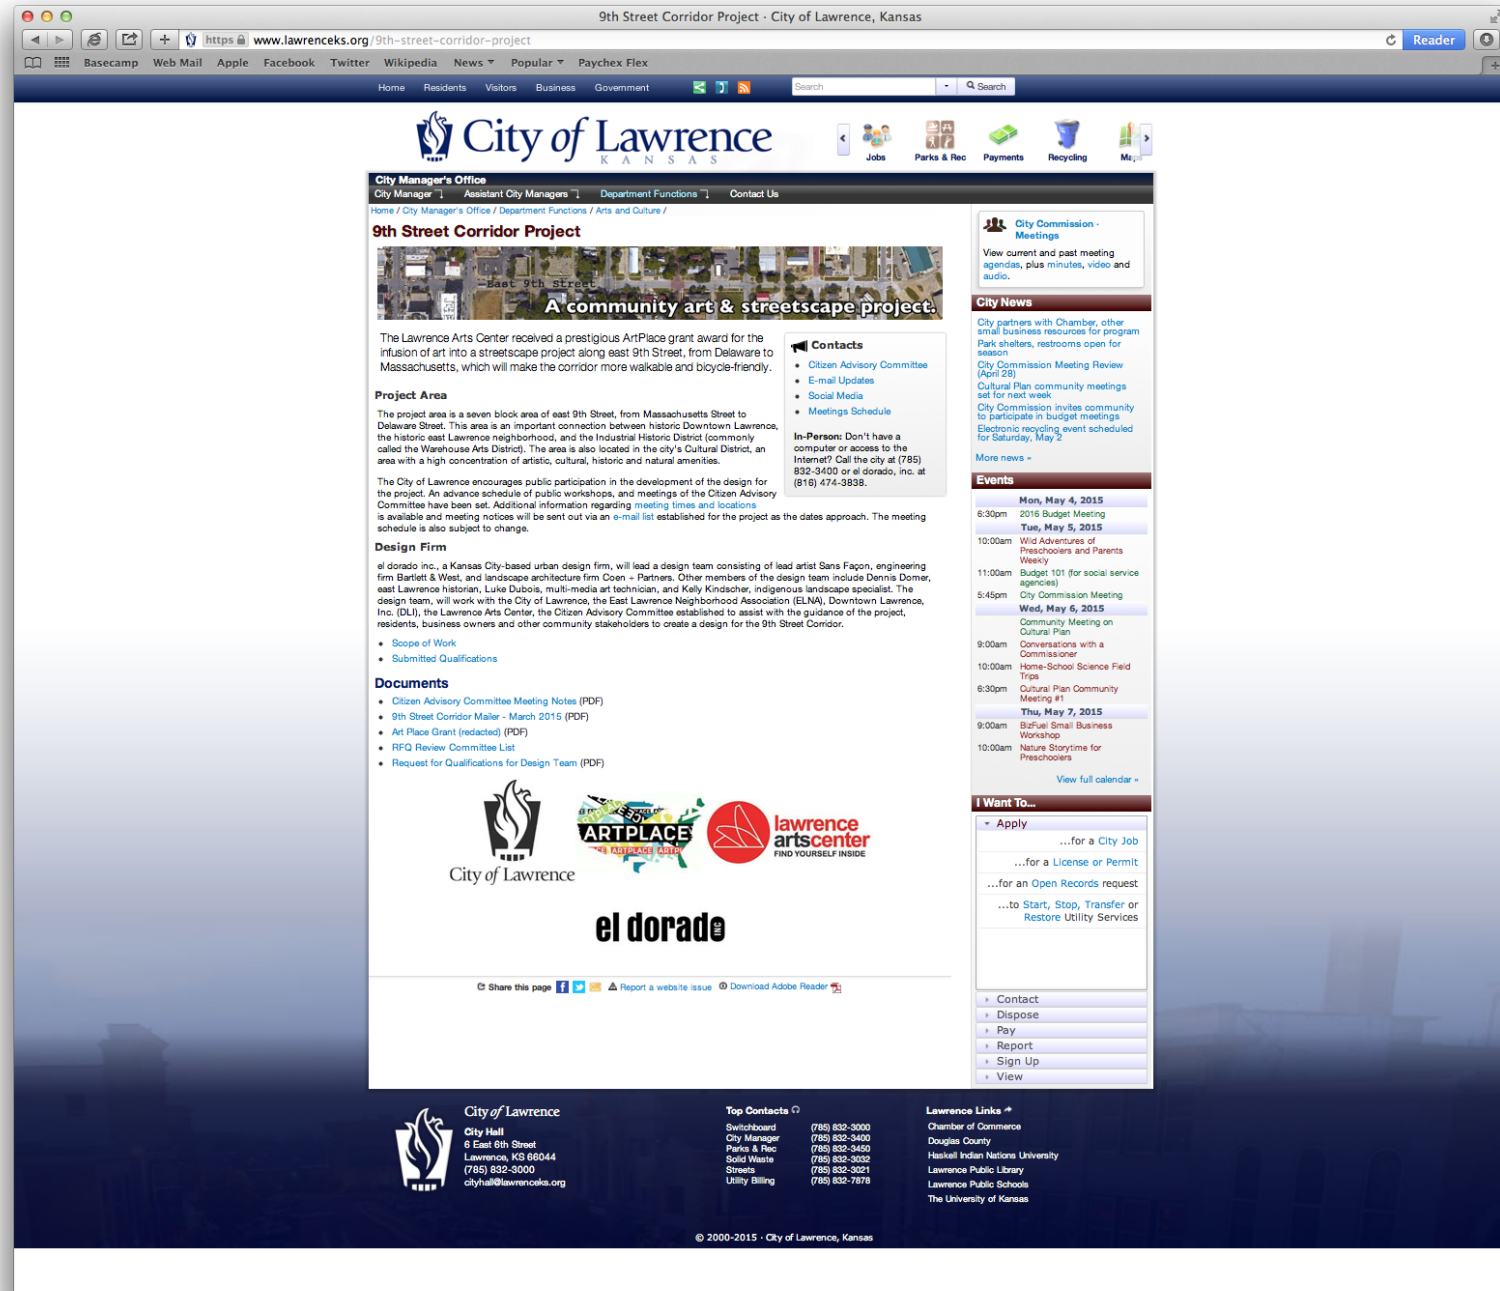 9th Street Corridor Project · City of Lawrence, Kansas
https www.lawrenceks.org/9th-street-corridor-project
Reader
Basecamp Web Mail Apple Facebook Twitter Wikipedia News Popular Paychex Flex
Home Residents Visitors Business Government Search Search
City of Lawrence
KANSAS
Jobs Parks & Rec Payments Recycling Maps
City Manager's Office
City Manager Assistant City Managers Department Functions Contact Us
Home / City Manager's Office / Department Functions / Arts and Culture /
9th Street Corridor Project
East 9th Street
A community art & streetscape project.
The Lawrence Arts Center received a prestigious ArtPlace grant award for the
infusion of art into a streetscape project along east 9th Street, from Delaware to
Massachusetts, which will make the corridor more walkable and bicycle-friendly.
Contacts
• Citizen Advisory Committee
• E-mail Updates
• Social Media
• Meetings Schedule
In-Person: Don't have a
computer or access to the
Internet? Call the city at (785)
832-3400 or el dorado, inc. at
(816) 474-3838.
Project Area
The project area is a seven block area of east 9th Street, from Massachusetts Street to
Delaware Street. This area is an important connection between historic Downtown Lawrence,
the historic east Lawrence neighborhood, and the Industrial Historic District (commonly
called the Warehouse Arts District). The area is also located in the city's Cultural District, an
area with a high concentration of artistic, cultural, historic and natural amenities.
The City of Lawrence encourages public participation in the development of the design for
the project. An advance schedule of public workshops, and meetings of the Citizen Advisory
Committee have been set. Additional information regarding meeting times and locations
is available and meeting notices will be sent out via an e-mail list established for the project as the dates approach. The meeting
schedule is also subject to change.
Design Firm
el dorado inc., a Kansas City-based urban design firm, will lead a design team consisting of lead artist Sans Façon, engineering
firm Bartlett & West, and landscape architecture firm Coen + Partners. Other members of the design team include Dennis Domer,
east Lawrence historian, Luke Dubois, multi-media art technician, and Kelly Kindscher, indigenous landscape specialist. The
design team, will work with the City of Lawrence, the East Lawrence Neighborhood Association (ELNA), Downtown Lawrence,
Inc. (DLI), the Lawrence Arts Center, the Citizen Advisory Committee established to assist with the guidance of the project,
residents, business owners and other community stakeholders to create a design for the 9th Street Corridor.
• Scope of Work
• Submitted Qualifications
Documents
• Citizen Advisory Committee Meeting Notes (PDF)
• 9th Street Corridor Mailer - March 2015 (PDF)
• Art Place Grant (redacted) (PDF)
• RFQ Review Committee List
• Request for Qualifications for Design Team (PDF)
City of Lawrence
ARTPLACE
lawrence
artscenter
FIND YOURSELF INSIDE
el dorado INC
Share this page Report a website issue Download Adobe Reader
City Commission -
Meetings
View current and past meeting
agendas, plus minutes, video and
audio.
City News
City partners with Chamber, other
small business resources for program
Park shelters, restrooms open for
season
City Commission Meeting Review
(April 28)
Cultural Plan community meetings
set for next week
City Commission invites community
to participate in budget meetings
Electronic recycling event scheduled
for Saturday, May 2
More news »
Events
Mon, May 4, 2015
6:30pm 2016 Budget Meeting
Tue, May 5, 2015
10:00am Wild Adventures of
Preschoolers and Parents
Weekly
11:00am Budget 101 (for social service
agencies)
5:45pm City Commission Meeting
Wed, May 6, 2015
Community Meeting on
Cultural Plan
9:00am Conversations with a
Commissioner
10:00am Home-School Science Field
Trips
6:30pm Cultural Plan Community
Meeting #1
Thu, May 7, 2015
9:00am BizFuel Small Business
Workshop
10:00am Nature Storytime for
Preschoolers
View full calendar »
I Want To...
Apply
...for a City Job
...for a License or Permit
...for an Open Records request
...to Start, Stop, Transfer or
Restore Utility Services
Contact
Dispose
Pay
Report
Sign Up
View
City of Lawrence
City Hall
6 East 6th Street
Lawrence, KS 66044
(785) 832-3000
cityhall@lawrenceks.org
Top Contacts
Switchboard (785) 832-3000
City Manager (785) 832-3400
Parks & Rec (785) 832-3450
Solid Waste (785) 832-3032
Streets (785) 832-3021
Utility Billing (785) 832-7878
Lawrence Links
Chamber of Commerce
Douglas County
Haskell Indian Nations University
Lawrence Public Library
Lawrence Public Schools
The University of Kansas
© 2000-2015 · City of Lawrence, Kansas